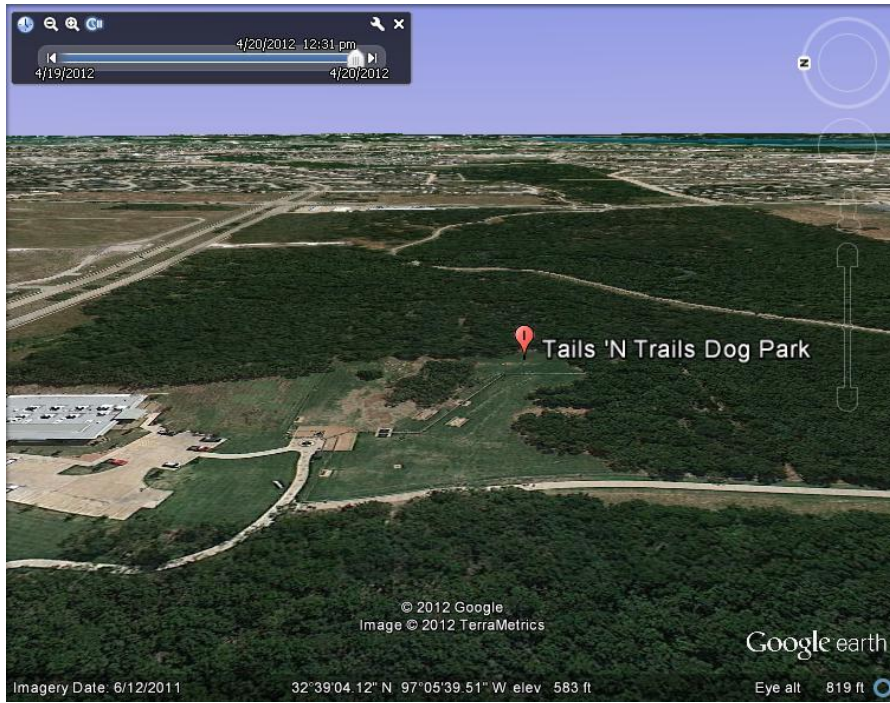 4/20/2012 12:31 pm
4/19/2012
4/20/2012
N
Tails 'N Trails Dog Park
© 2012 Google
Image © 2012 TerraMetrics
Google earth
Imagery Date: 6/12/2011
32°39'04.12" N 97°05'39.51" W elev 583 ft
Eye alt 819 ft